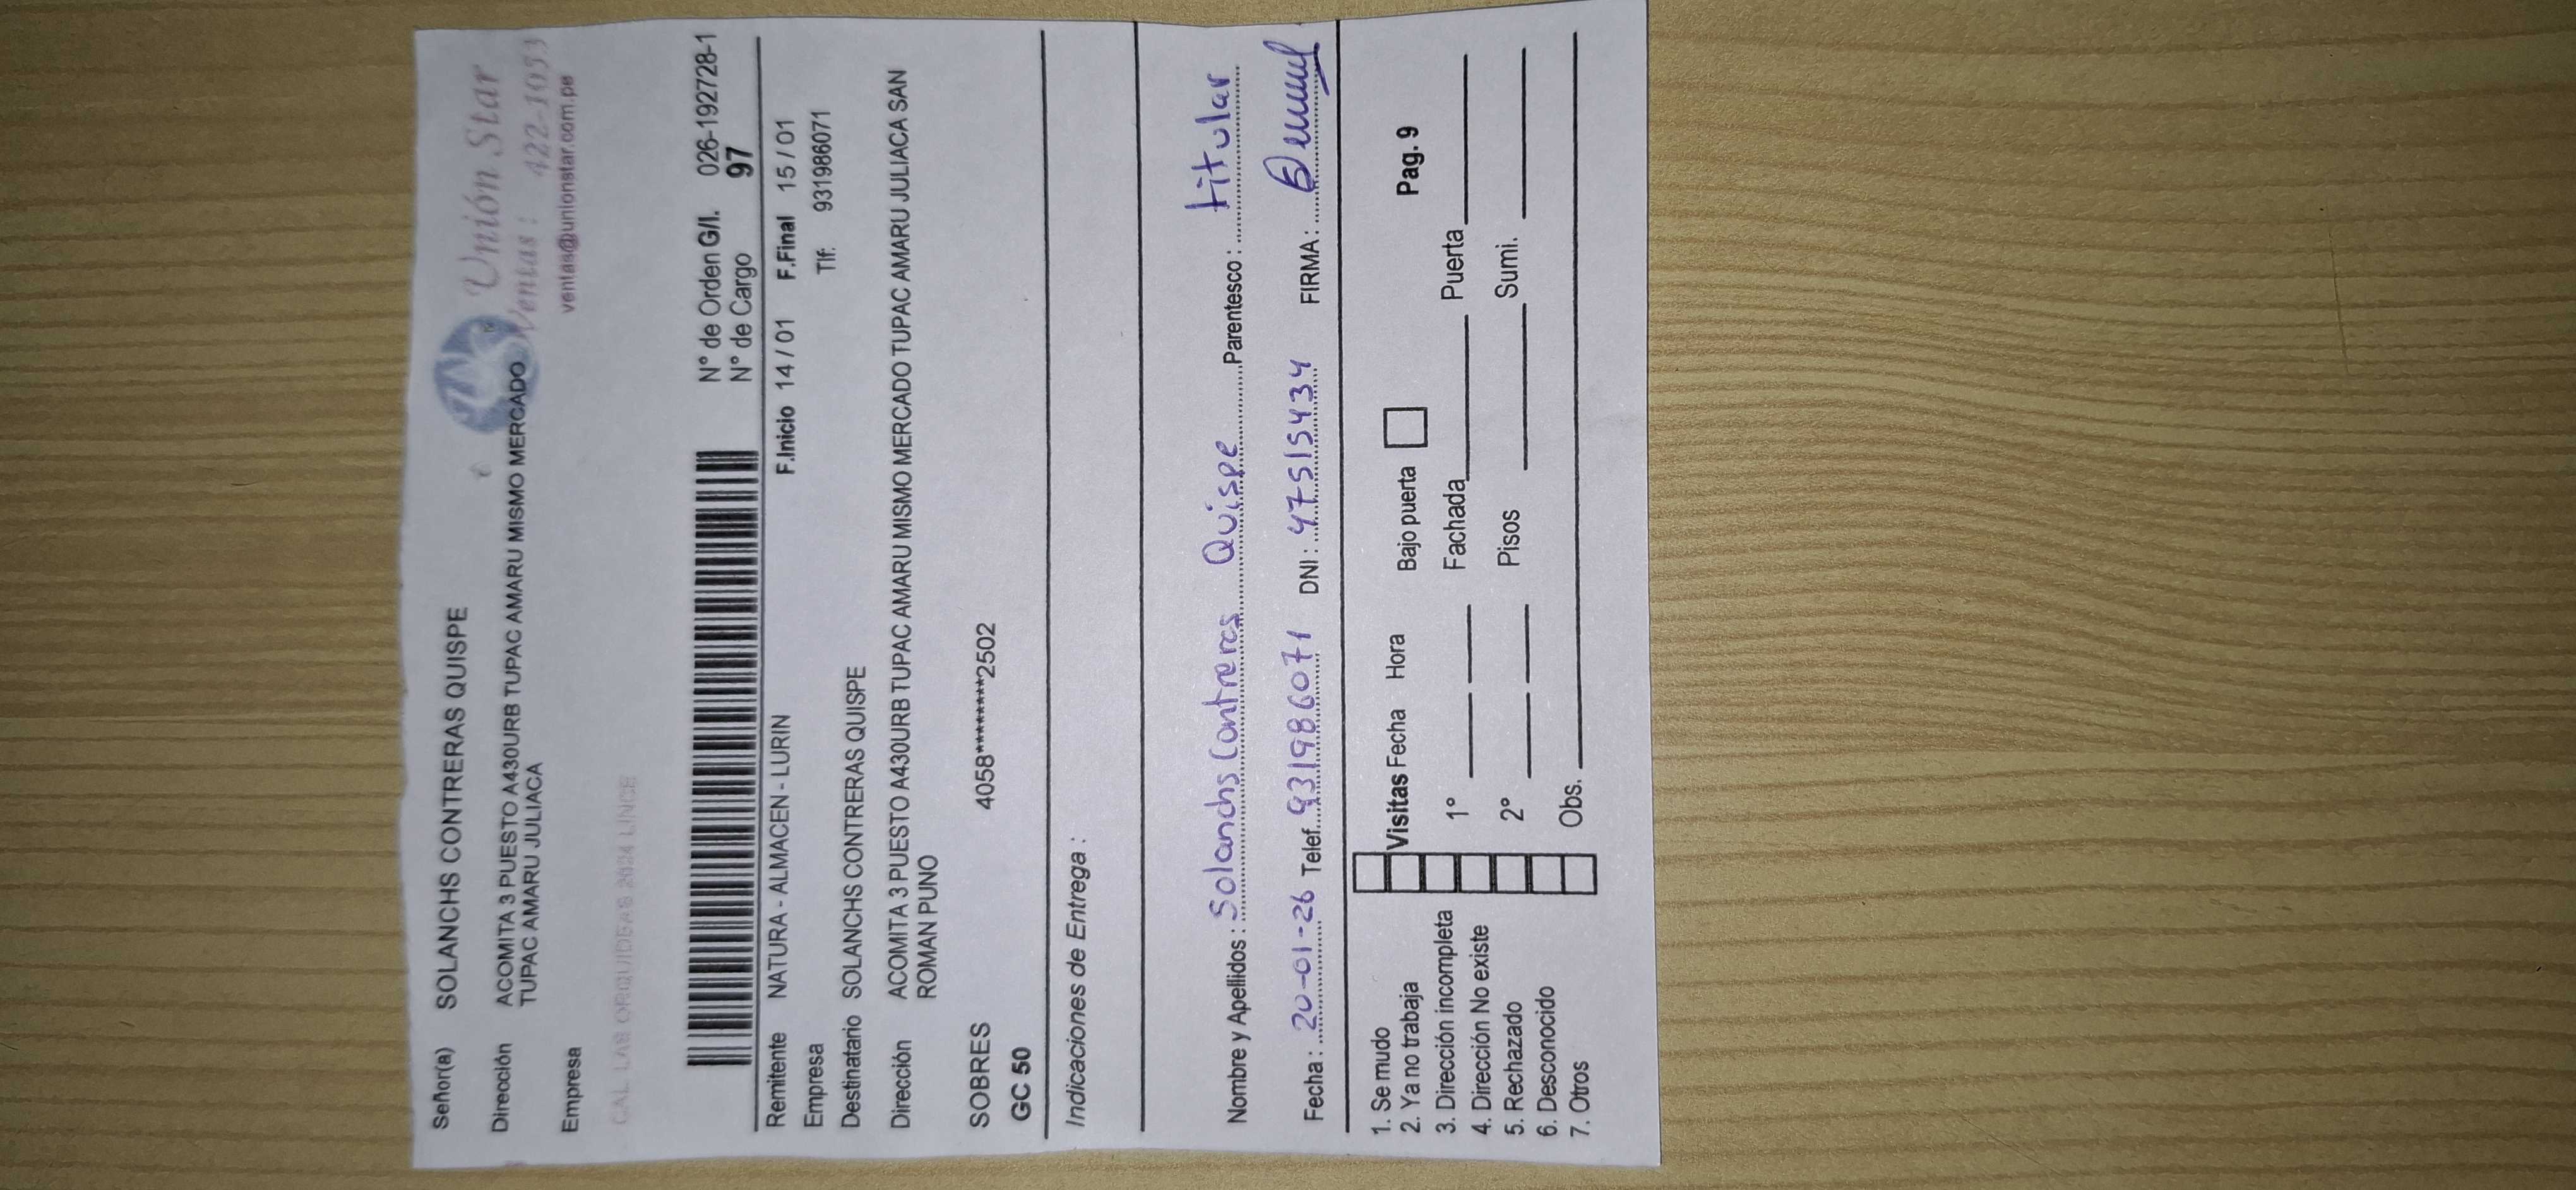 Unión Star
Ventas : 422-1053
ventas@unionstar.com.pe
Señor(a) SOLANCHS CONTRERAS QUISPE
Dirección ACOMITA 3 PUESTO A430URB TUPAC AMARU MISMO MERCADO
TUPAC AMARU JULIACA
Empresa
CAL. LAS ORQUIDEAS 2634 LINCE
N° de Orden G/I. 026-192728-1
N° de Cargo 97
Remitente NATURA - ALMACEN - LURIN F.Inicio 14 / 01 F.Final 15 / 01
Empresa Tlf: 931986071
Destinatario SOLANCHS CONTRERAS QUISPE
Dirección ACOMITA 3 PUESTO A430URB TUPAC AMARU MISMO MERCADO TUPAC AMARU JULIACA SAN
ROMAN PUNO
SOBRES 4058*********2502
GC 50
Indicaciones de Entrega :
Nombre y Apellidos : Solanchs Contreras Quispe Parentesco : titular
Fecha : 20-01-26 Telef. 931986071 DNI : 47515434 FIRMA :
1. Se mudo
2. Ya no trabaja Visitas Fecha Hora Bajo puerta Pag. 9
3. Dirección incompleta 1° Fachada Puerta
4. Dirección No existe
5. Rechazado 2° Pisos Sumi.
6. Desconocido
7. Otros Obs.